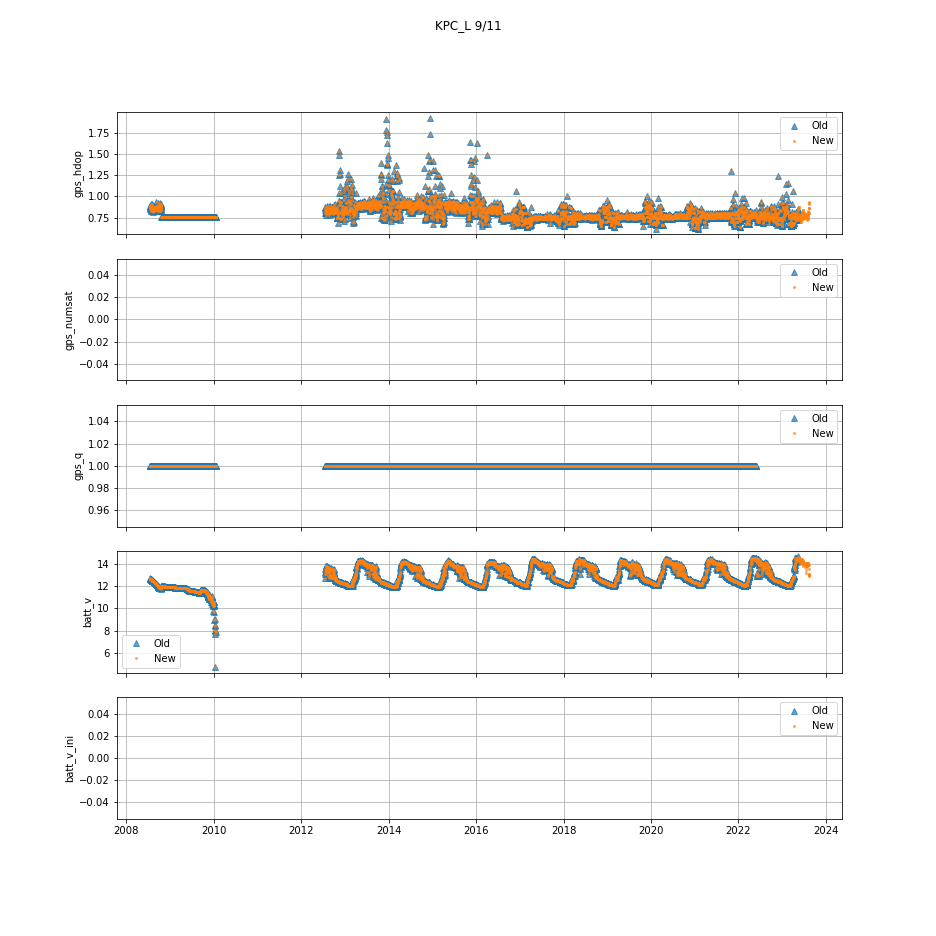 KPC_L 9/11
1.75
1.50
1.25
1.00
0.75
gps_hdop
Old
New
0.04
0.02
0.00
−0.02
−0.04
gps_numsat
Old
New
1.04
1.02
1.00
0.98
0.96
gps_q
Old
New
14
12
10
8
6
batt_v
Old
New
0.04
0.02
0.00
−0.02
−0.04
batt_v_ini
Old
New
2008 2010 2012 2014 2016 2018 2020 2022 2024